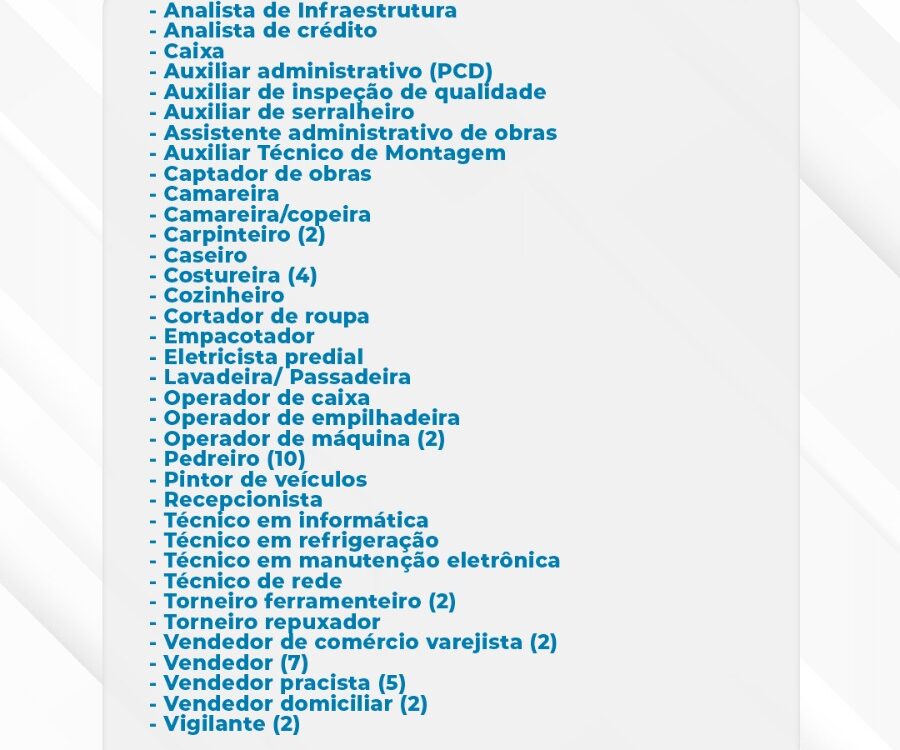 - Analista de Infraestrutura
- Analista de crédito
- Caixa
- Auxiliar administrativo (PCD)
- Auxiliar de inspeção de qualidade
- Auxiliar de serralheiro
- Assistente administrativo de obras
- Auxiliar Técnico de Montagem
- Captador de obras
- Camareira
- Camareira/copeira
- Carpinteiro (2)
- Caseiro
- Costureira (4)
- Cozinheiro
- Cortador de roupa
- Empacotador
- Eletricista predial
- Lavadeira/ Passadeira
- Operador de caixa
- Operador de empilhadeira
- Operador de máquina (2)
- Pedreiro (10)
- Pintor de veículos
- Recepcionista
- Técnico em informática
- Técnico em refrigeração
- Técnico em manutenção eletrônica
- Técnico de rede
- Torneiro ferramenteiro (2)
- Torneiro repuxador
- Vendedor de comércio varejista (2)
- Vendedor (7)
- Vendedor pracista (5)
- Vendedor domiciliar (2)
- Vigilante (2)